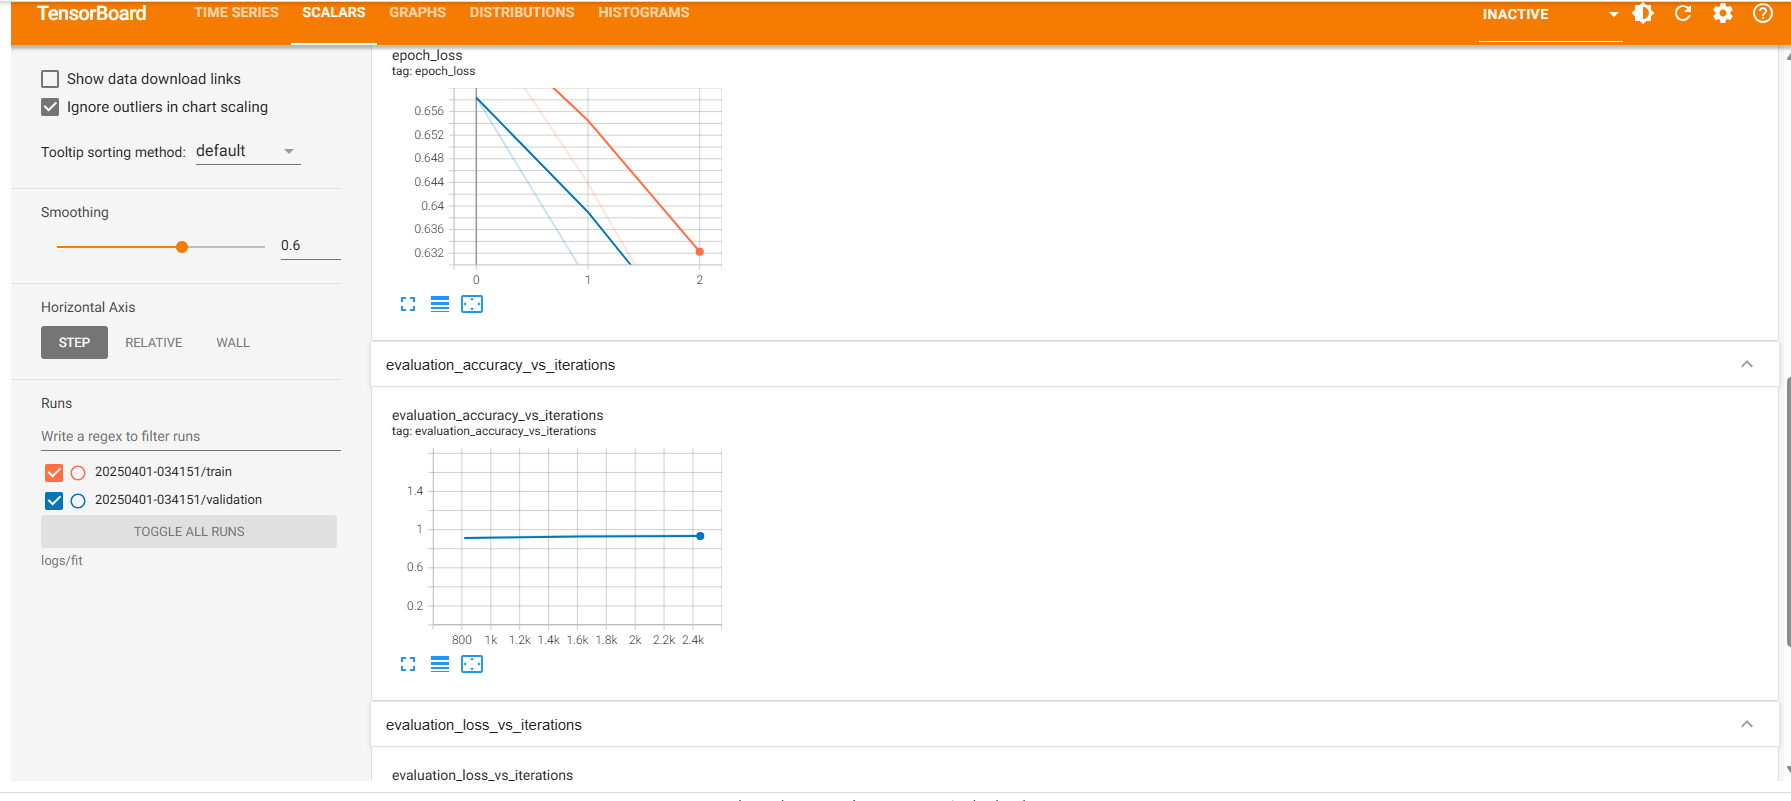 TensorBoard
TIME SERIES
SCALARS
GRAPHS
DISTRIBUTIONS
HISTOGRAMS
INACTIVE
Show data download links
Ignore outliers in chart scaling
Tooltip sorting method: default
Smoothing
0.6
Horizontal Axis
STEP
RELATIVE
WALL
Runs
Write a regex to filter runs
20250401-034151/train
20250401-034151/validation
TOGGLE ALL RUNS
logs/fit
epoch_loss
tag: epoch_loss
0.656
0.652
0.648
0.644
0.64
0.636
0.632
0 1 2
evaluation_accuracy_vs_iterations
evaluation_accuracy_vs_iterations
tag: evaluation_accuracy_vs_iterations
1.4
1
0.6
0.2
800 1k 1.2k 1.4k 1.6k 1.8k 2k 2.2k 2.4k
evaluation_loss_vs_iterations
evaluation_loss_vs_iterations